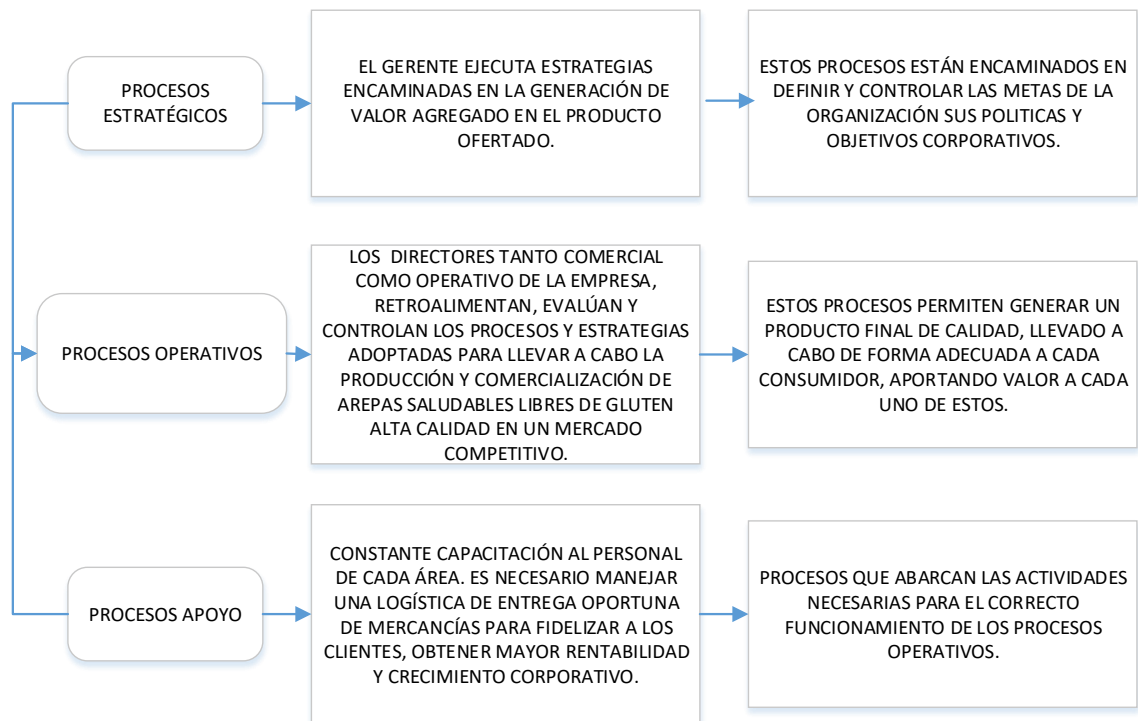 PROCESOS
ESTRATÉGICOS
EL GERENTE EJECUTA ESTRATEGIAS
ENCAMINADAS EN LA GENERACIÓN DE
VALOR AGREGADO EN EL PRODUCTO
OFERTADO.
ESTOS PROCESOS ESTÁN ENCAMINADOS EN
DEFINIR Y CONTROLAR LAS METAS DE LA
ORGANIZACIÓN SUS POLITICAS Y
OBJETIVOS CORPORATIVOS.
PROCESOS OPERATIVOS
LOS DIRECTORES TANTO COMERCIAL
COMO OPERATIVO DE LA EMPRESA,
RETROALIMENTAN, EVALÚAN Y
CONTROLAN LOS PROCESOS Y ESTRATEGIAS
ADOPTADAS PARA LLEVAR A CABO LA
PRODUCCIÓN Y COMERCIALIZACIÓN DE
AREPAS SALUDABLES LIBRES DE GLUTEN
ALTA CALIDAD EN UN MERCADO
COMPETITIVO.
ESTOS PROCESOS PERMITEN GENERAR UN
PRODUCTO FINAL DE CALIDAD, LLEVADO A
CABO DE FORMA ADECUADA A CADA
CONSUMIDOR, APORTANDO VALOR A CADA
UNO DE ESTOS.
PROCESOS APOYO
CONSTANTE CAPACITACIÓN AL PERSONAL
DE CADA ÁREA. ES NECESARIO MANEJAR
UNA LOGÍSTICA DE ENTREGA OPORTUNA
DE MERCANCÍAS PARA FIDELIZAR A LOS
CLIENTES, OBTENER MAYOR RENTABILIDAD
Y CRECIMIENTO CORPORATIVO.
PROCESOS QUE ABARCAN LAS ACTIVIDADES
NECESARIAS PARA EL CORRECTO
FUNCIONAMIENTO DE LOS PROCESOS
OPERATIVOS.